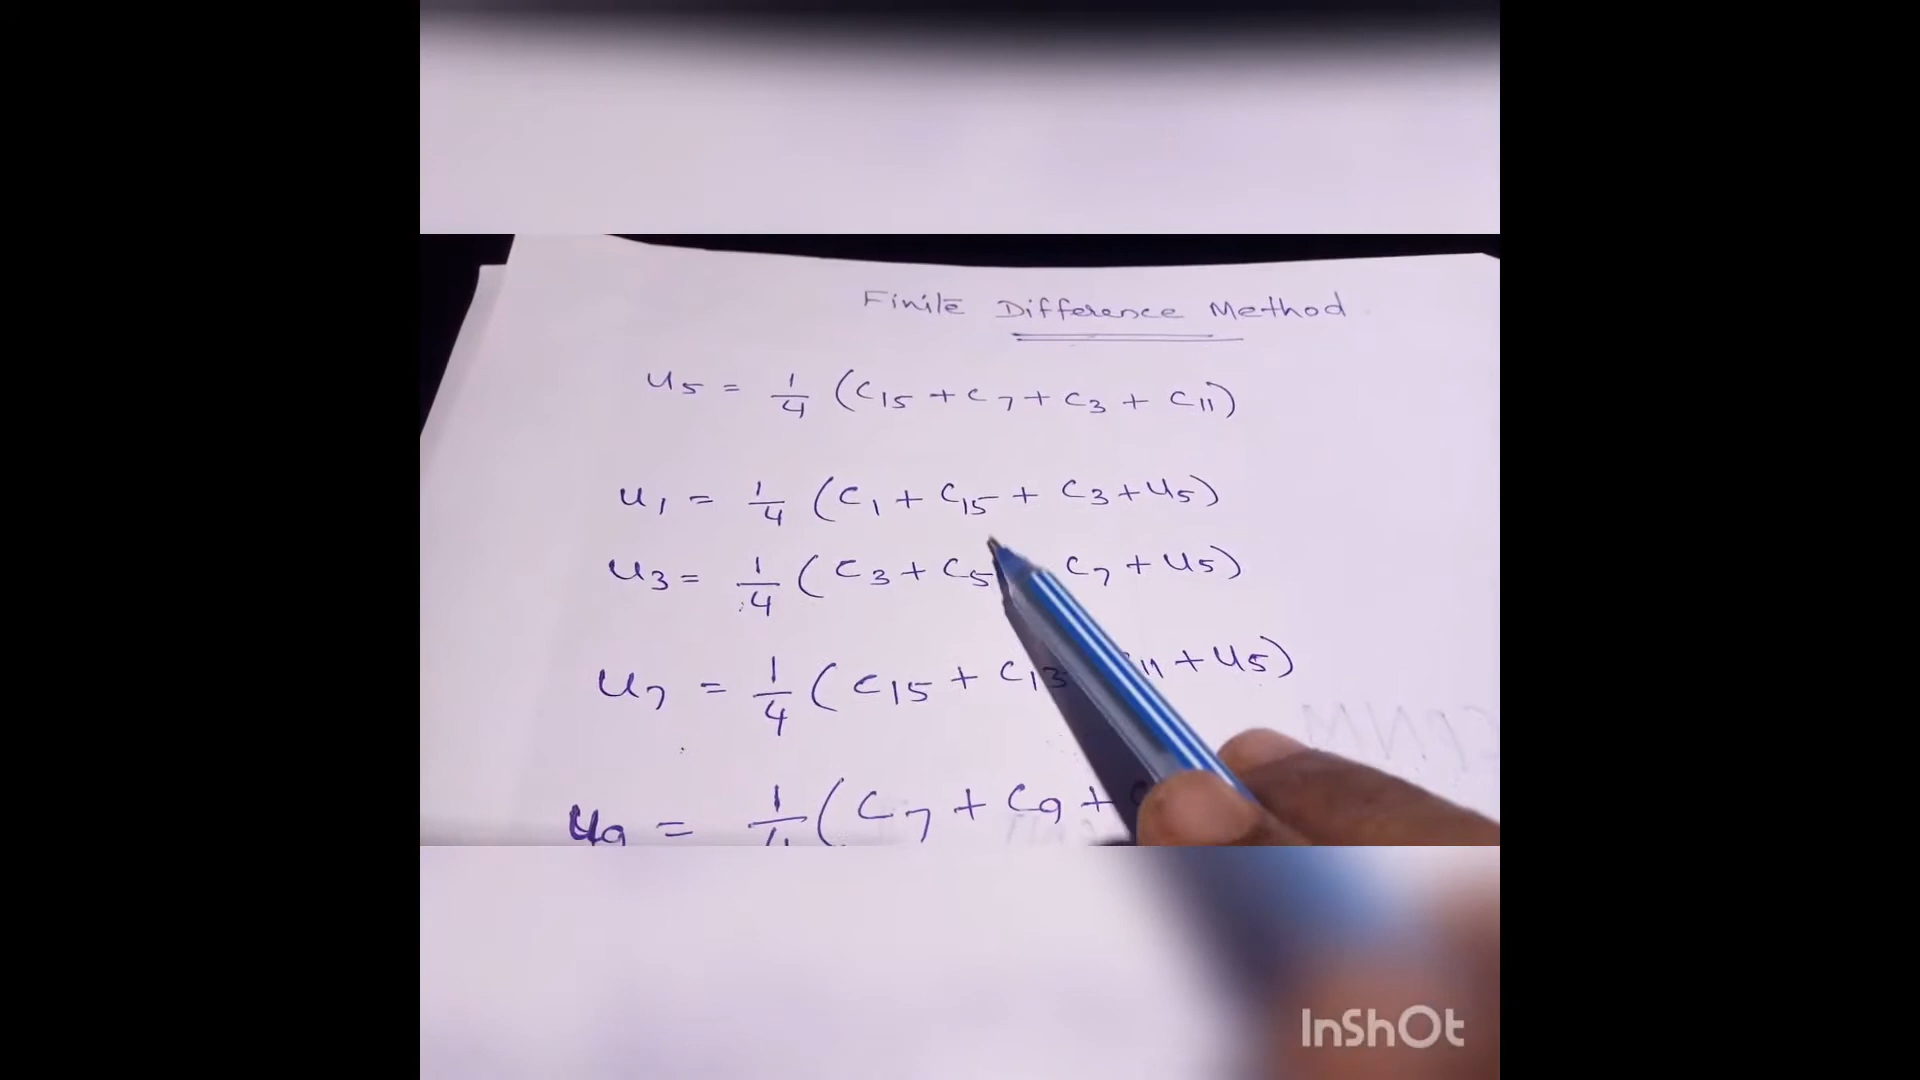 Finite Difference Method
u5 = 1/4 (c15 + c7 + c3 + c11)
u1 = 1/4 (c1 + c15 + c3 + u5)
u3 = 1/4 (c3 + c5 c7 + u5)
u7 = 1/4 (c15 + c13 11 + u5)
u9 = 1/4 (c7 + c9 +
InShOt